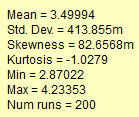 Mean = 3.49994
Std. Dev. = 413.855m
Skewness = 82.6568m
Kurtosis = -1.0279
Min = 2.87022
Max = 4.23353
Num runs = 200